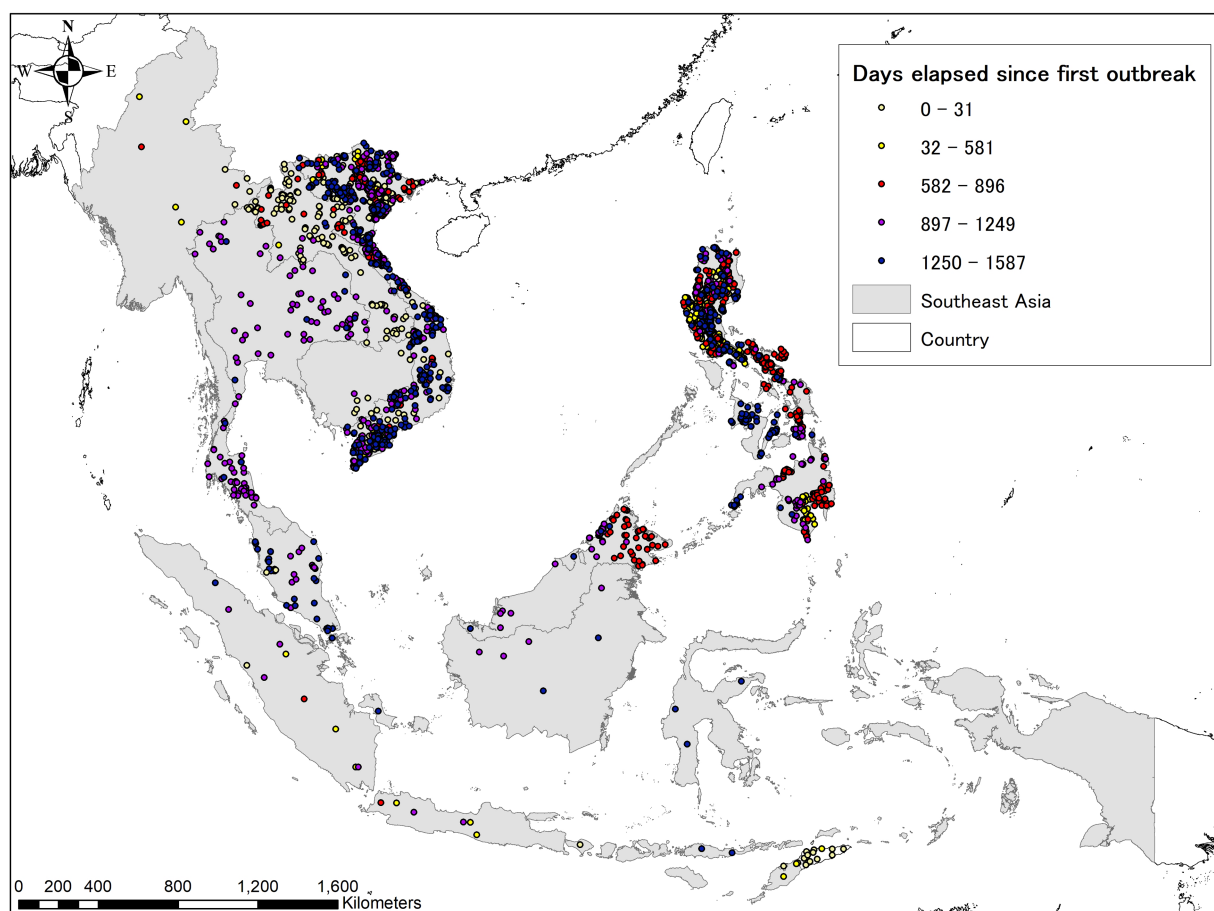 N
W E
S
Days elapsed since first outbreak
0 – 31
32 – 581
582 – 896
897 – 1249
1250 – 1587
Southeast Asia
Country
0 200 400 800 1,200 1,600
Kilometers